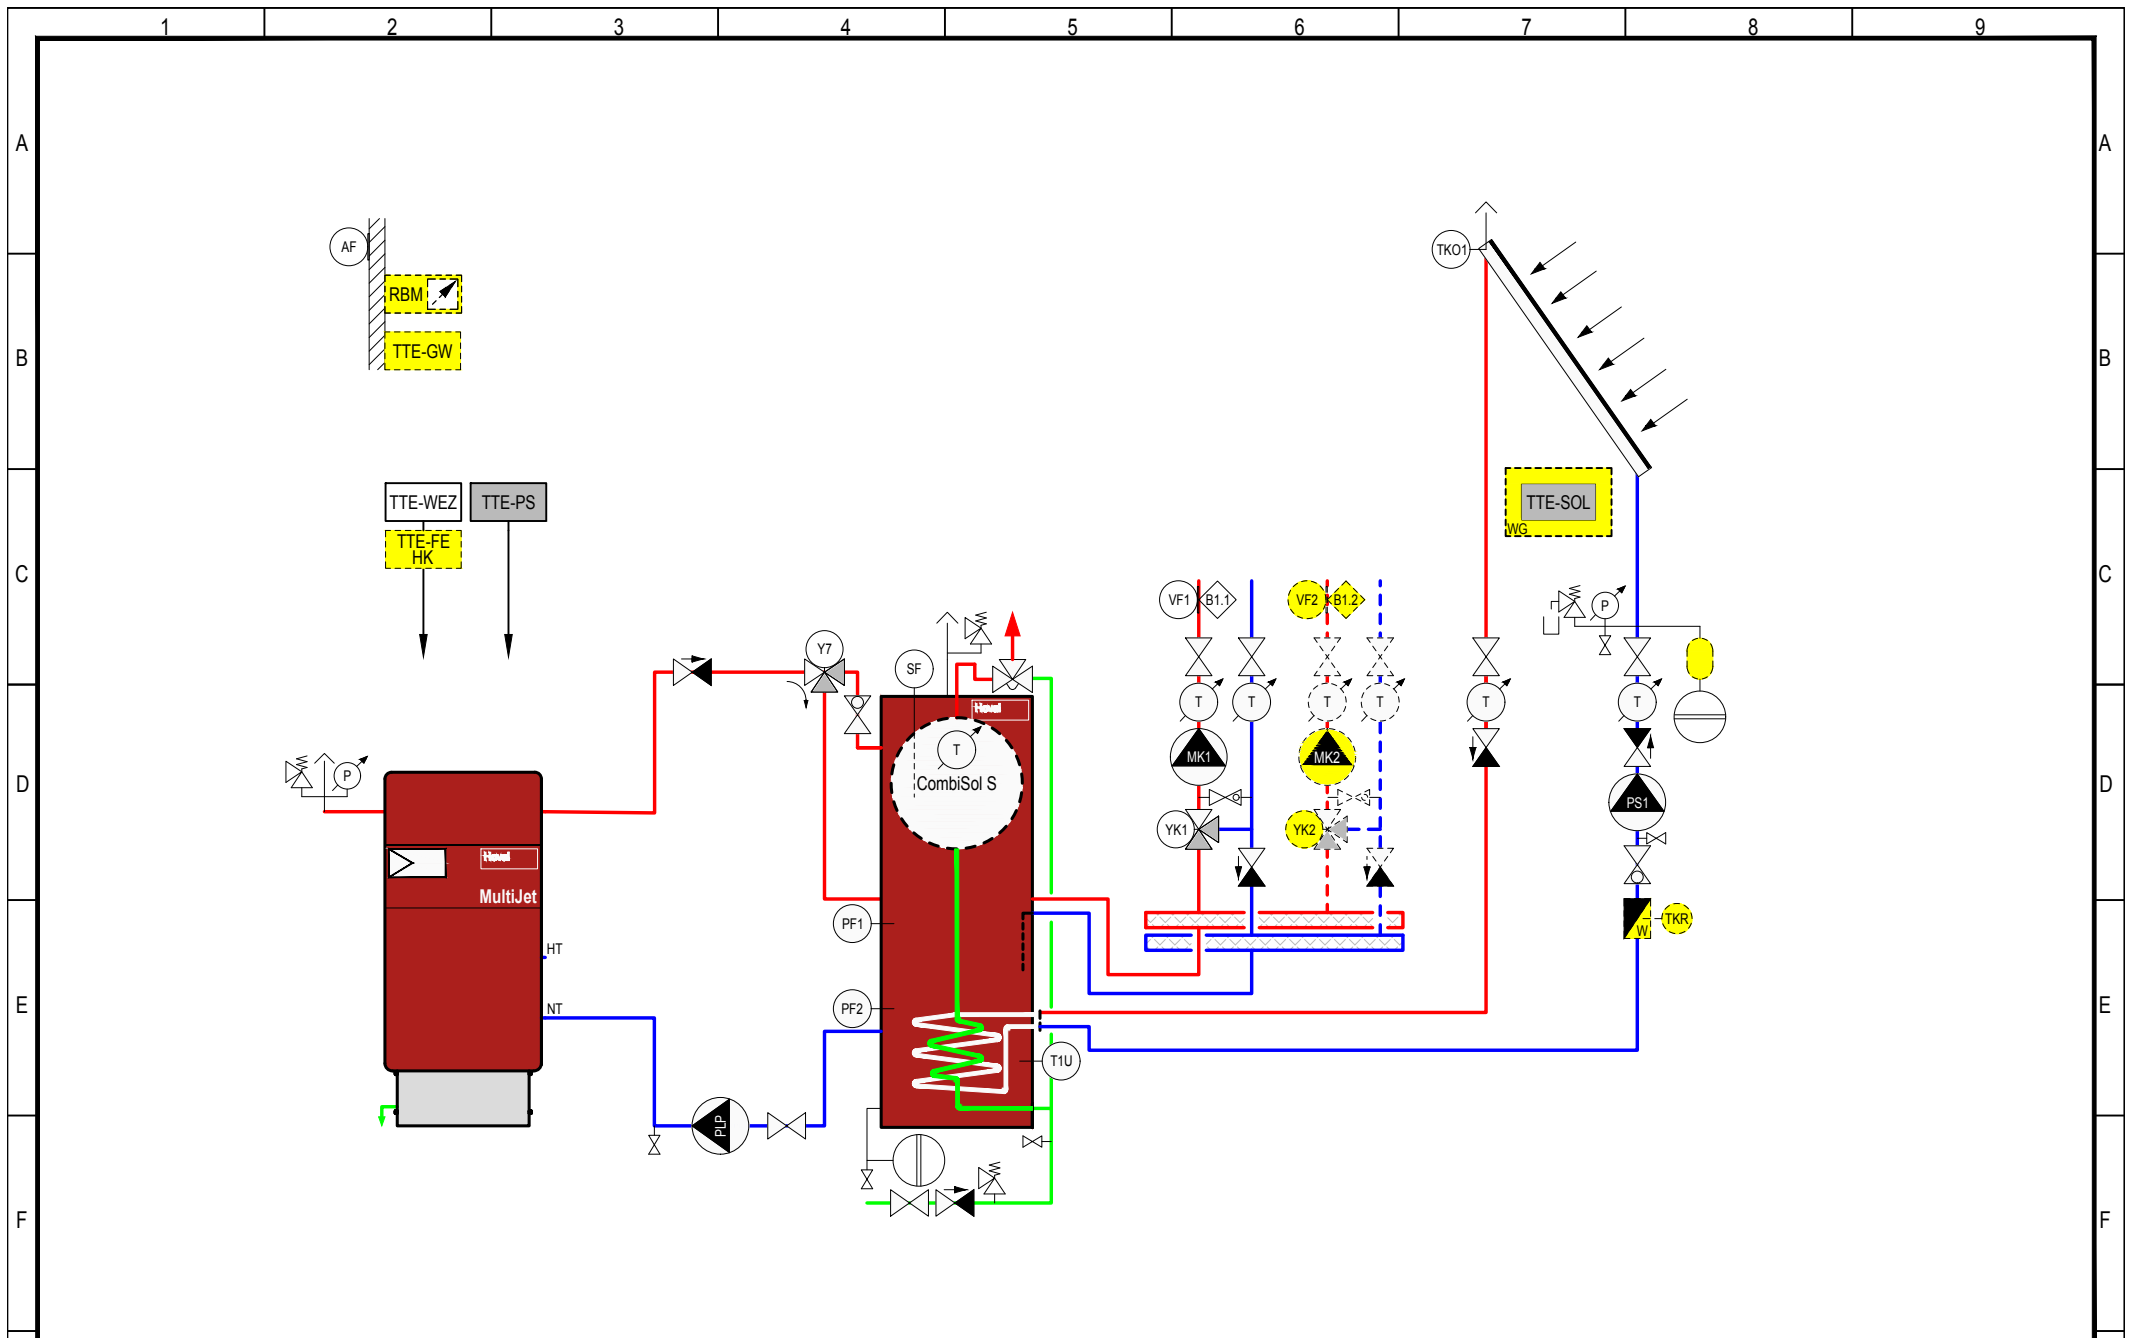 1 2 3 4 5 6 7 8 9
A A
AF
TKO1
RBM
B TTE-GW B
TTE-WEZ TTE-PS
TTE-SOL
WG
TTE-FE
HK
C C
VF1 B1.1 VF2 B1.2
P
Y7
SF
T T T T T T
Hoval
T
MK1 MK2
P
CombiSol S
D D
PS1
YK1 YK2
Hoval
MultiJet
PF1
TKR
W
HT
E PF2 E
NT
T1U
PLP
F F